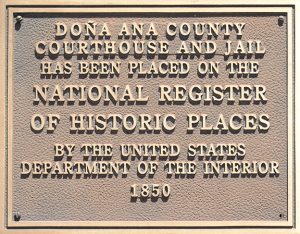 DOÑA ANA COUNTY
COURTHOUSE AND JAIL
HAS BEEN PLACED ON THE
NATIONAL REGISTER
OF HISTORIC PLACES
BY THE UNITED STATES
DEPARTMENT OF THE INTERIOR
1850